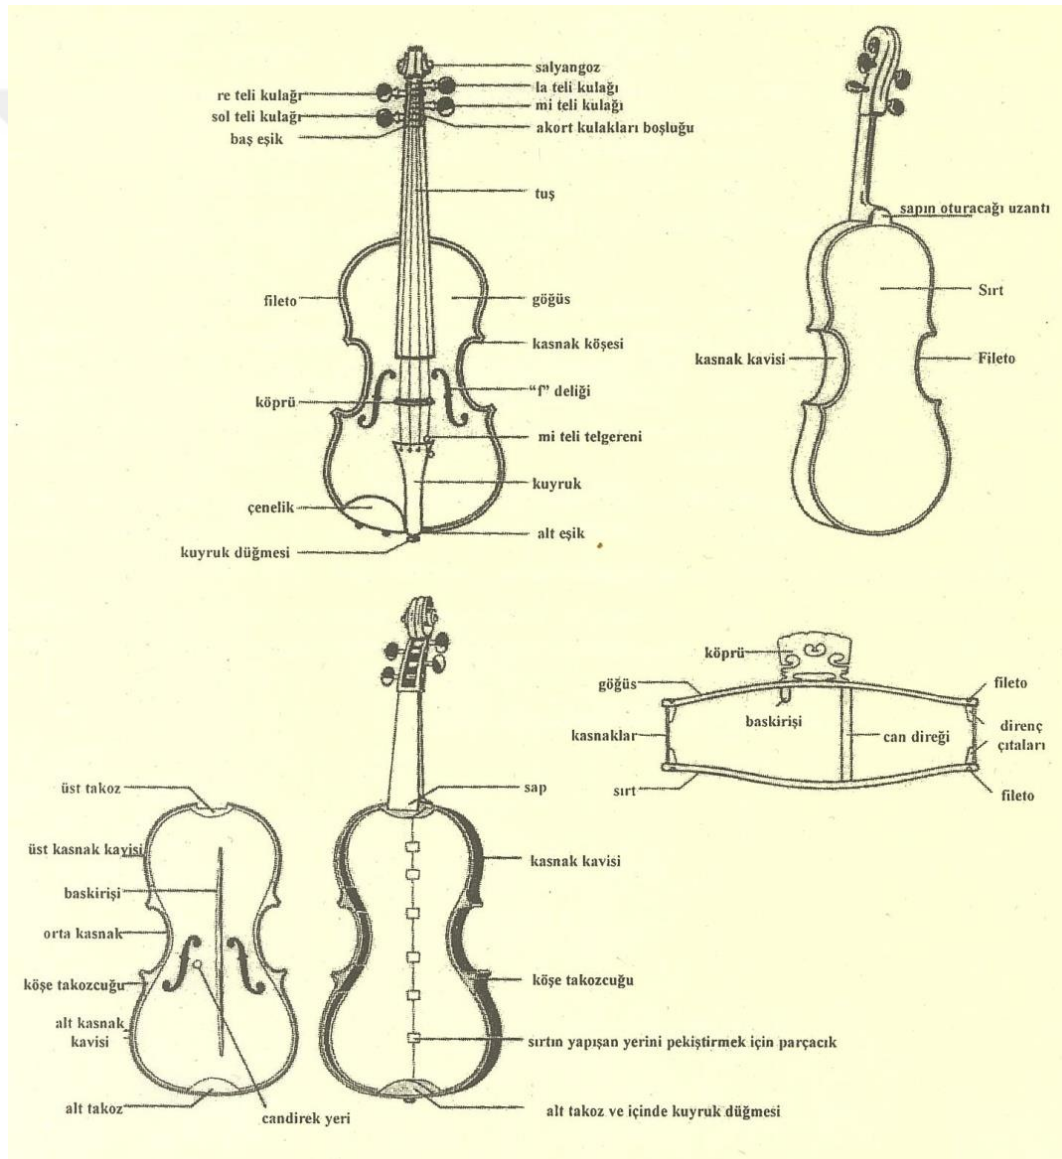 salyangoz
la teli kulağı
re teli kulağı
mi teli kulağı
sol teli kulağı
akort kulakları boşluğu
baş eşik
tuş
sapın oturacağı uzantı
fileto
göğüs
Sırt
kasnak köşesi
kasnak kavisi
Fileto
"f" deliği
köprü
mi teli telgereni
kuyruk
çenelik
alt eşik
kuyruk düğmesi
köprü
göğüs
fileto
baskirişi
direnç
çıtaları
kasnaklar
can direği
sırt
fileto
üst takoz
sap
üst kasnak kavisi
kasnak kavisi
baskirişi
orta kasnak
köşe takozcuğu
köşe takozcuğu
alt kasnak
kavisi
sırtın yapışan yerini pekiştirmek için parçacık
alt takoz
candirek yeri
alt takoz ve içinde kuyruk düğmesi